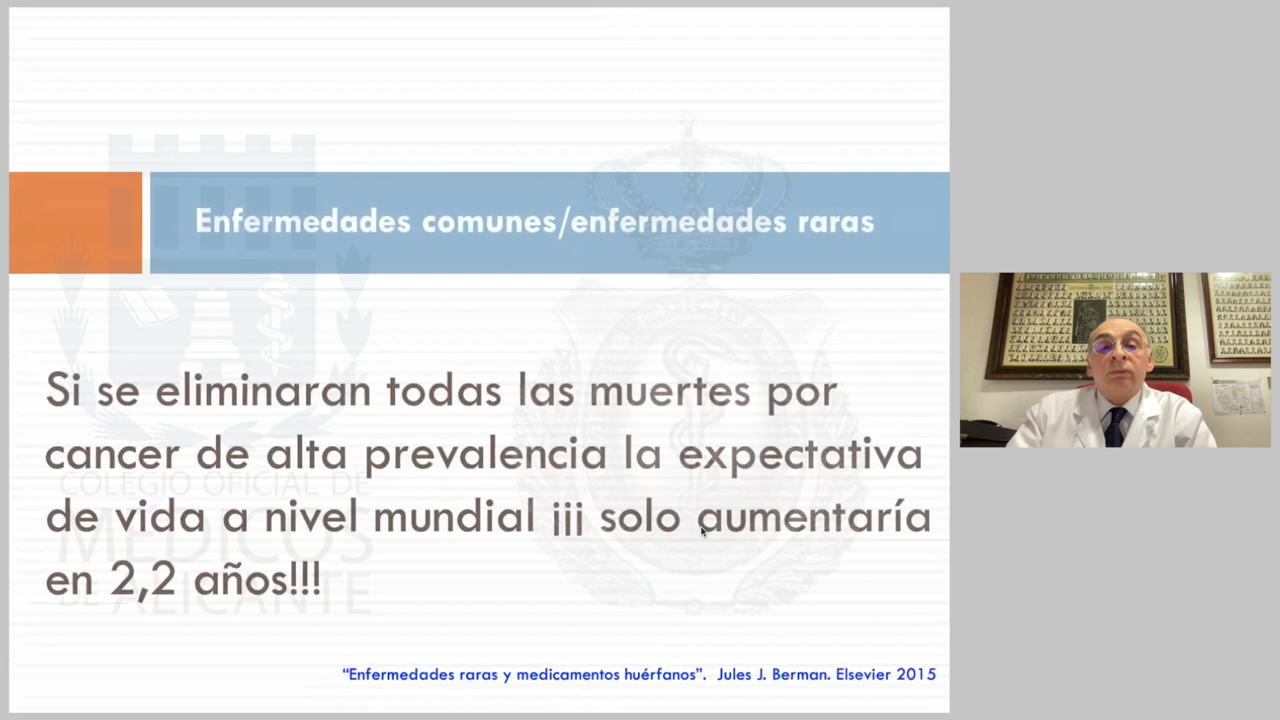 Enfermedades comunes/enfermedades raras
Si se eliminaran todas las muertes por
cancer de alta prevalencia la expectativa
de vida a nivel mundial ¡¡¡ solo aumentaría
en 2,2 años!!!
COLEGIO OFICIAL DE
MÉDICOS
DE ALICANTE
“Enfermedades raras y medicamentos huérfanos”. Jules J. Berman. Elsevier 2015